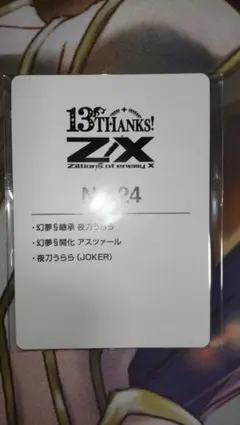 13th THANKS!
Z/X
Zillions of enemy X
No.24
・幻夢§継承 夜刀うらら
・幻夢§開化 アスツァール
・夜刀うらら(JOKER)